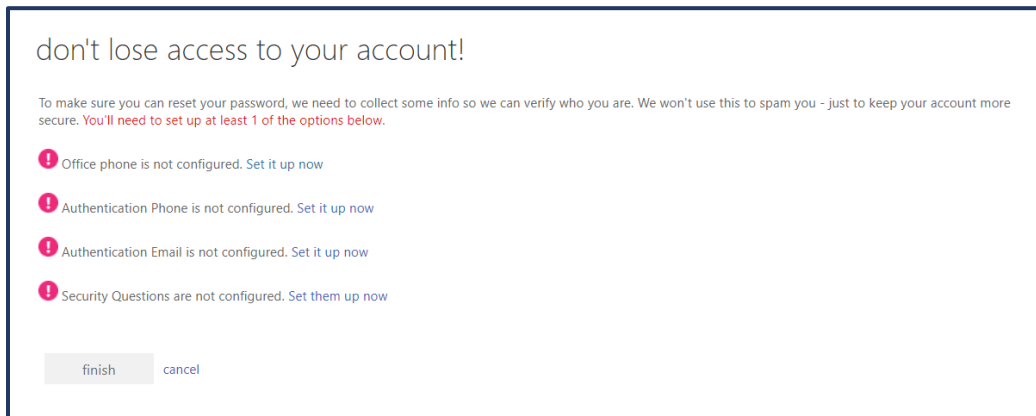 don't lose access to your account!
To make sure you can reset your password, we need to collect some info so we can verify who you are. We won't use this to spam you - just to keep your account more
secure. You'll need to set up at least 1 of the options below.
! Office phone is not configured. Set it up now
! Authentication Phone is not configured. Set it up now
! Authentication Email is not configured. Set it up now
! Security Questions are not configured. Set them up now
finish cancel